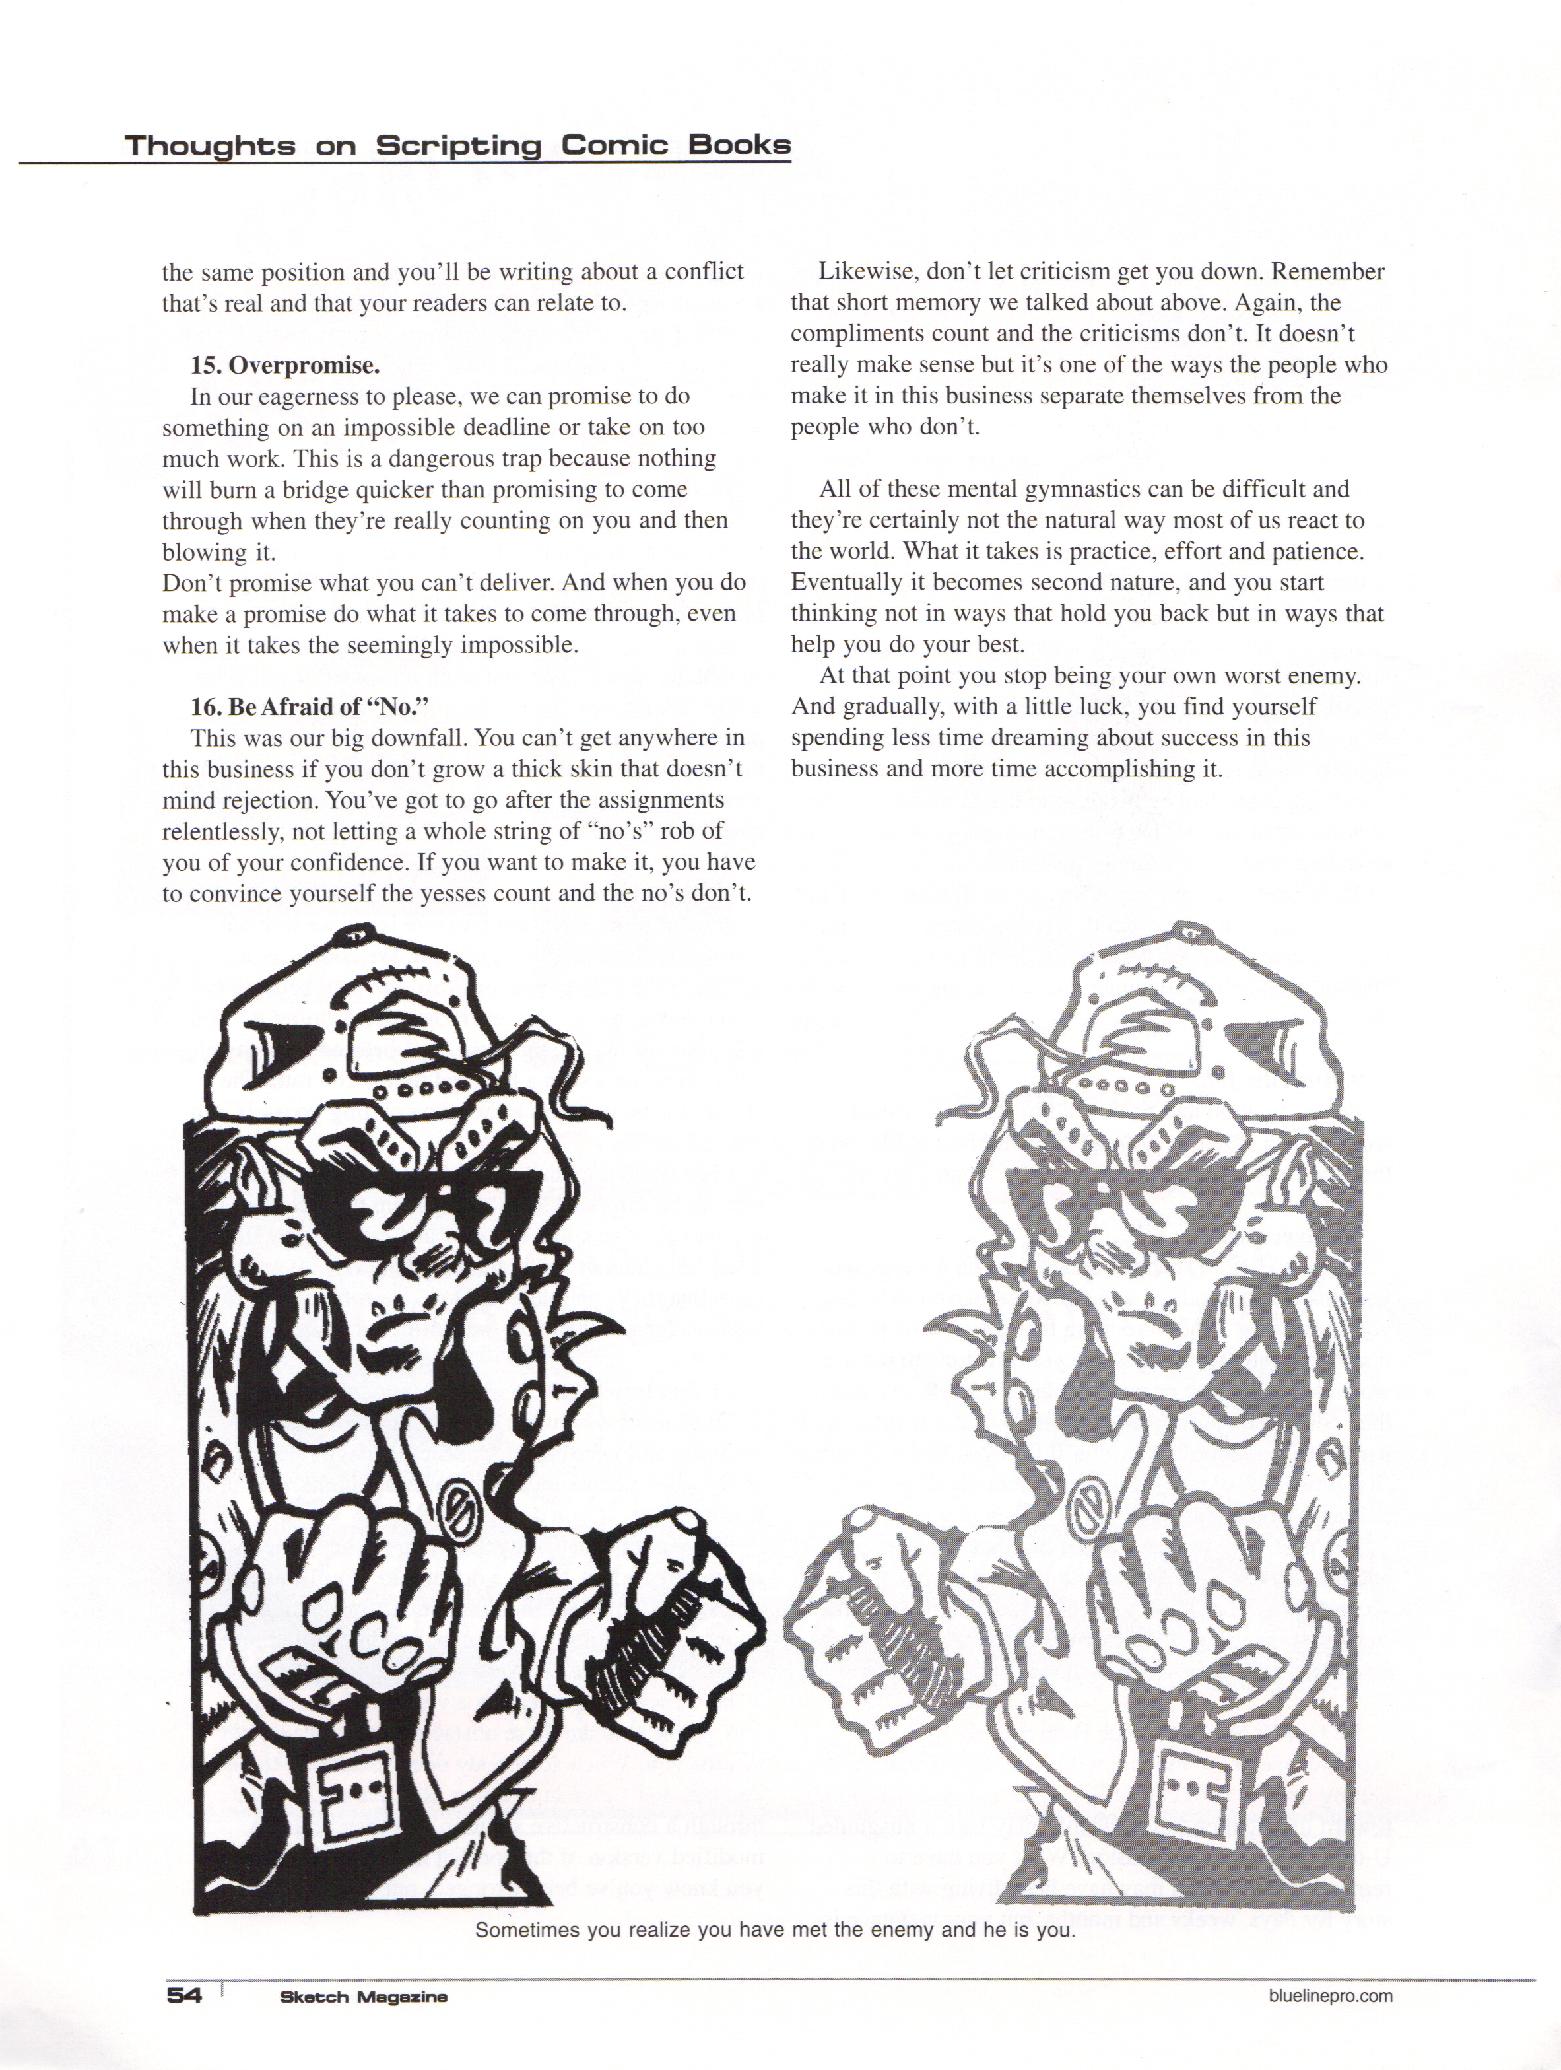 Thoughts on Scripting Comic Books
the same position and you'll be writing about a conflict
that's real and that your readers can relate to.
15. Overpromise.
In our eagerness to please, we can promise to do
something on an impossible deadline or take on too
much work. This is a dangerous trap because nothing
will burn a bridge quicker than promising to come
through when they're really counting on you and then
blowing it.
Don't promise what you can't deliver. And when you do
make a promise do what it takes to come through, even
when it takes the seemingly impossible.
16. Be Afraid of “No.”
This was our big downfall. You can't get anywhere in
this business if you don't grow a thick skin that doesn't
mind rejection. You've got to go after the assignments
relentlessly, not letting a whole string of “no's” rob of
you of your confidence. If you want to make it, you have
to convince yourself the yesses count and the no's don't.
Likewise, don't let criticism get you down. Remember
that short memory we talked about above. Again, the
compliments count and the criticisms don't. It doesn't
really make sense but it's one of the ways the people who
make it in this business separate themselves from the
people who don't.
All of these mental gymnastics can be difficult and
they're certainly not the natural way most of us react to
the world. What it takes is practice, effort and patience.
Eventually it becomes second nature, and you start
thinking not in ways that hold you back but in ways that
help you do your best.
At that point you stop being your own worst enemy.
And gradually, with a little luck, you find yourself
spending less time dreaming about success in this
business and more time accomplishing it.
Sometimes you realize you have met the enemy and he is you.
54 Sketch Magazine
bluelinepro.com